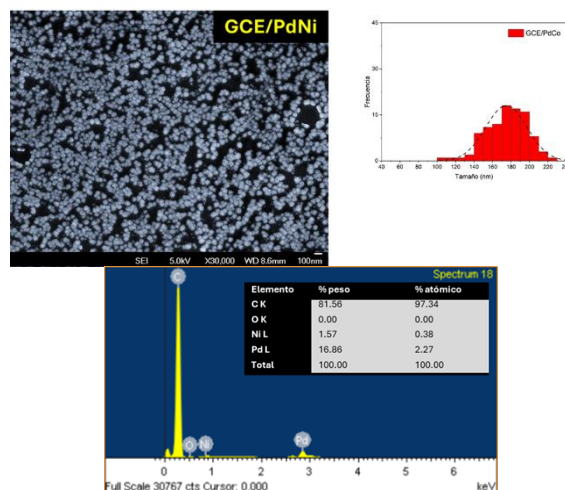 GCE/PdNi
SEI 5.0kV X30,000 WD 8.6mm 100nm
GCE/PdCo
Frecuencia
45
30
15
0
40 60 80 100 120 140 160 180 200 220
Tamaño (nm)
Spectrum 18
Elemento % peso % atómico
C K 81.56 97.34
O K 0.00 0.00
Ni L 1.57 0.38
Pd L 16.86 2.27
Total 100.00 100.00
C
O Ni Pd
0 1 2 3 4 5 6
Full Scale 30767 cts Cursor: 0.000 keV